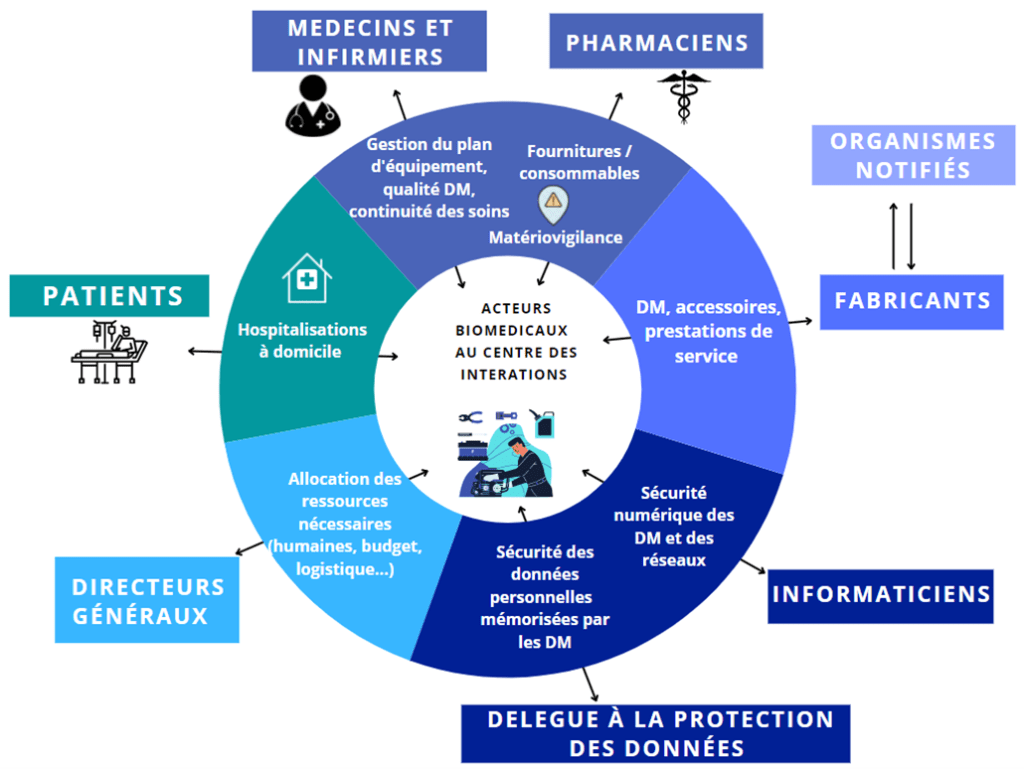 MEDECINS ET
INFIRMIERS
PHARMACIENS
ORGANISMES
NOTIFIÉS
Gestion du plan
d'équipement,
qualité DM,
continuité des soins
Fournitures /
consommables
Matériovigilance
PATIENTS
Hospitalisations
à domicile
ACTEURS
BIOMEDICAUX
AU CENTRE DES
INTERATIONS
DM, accessoires,
prestations de
service
FABRICANTS
Allocation des
ressources
nécessaires
(humaines, budget,
logistique...)
Sécurité
numérique des
DM et des
réseaux
Sécurité des
données
personnelles
mémorisées par
les DM
DIRECTEURS
GÉNÉRAUX
INFORMATICIENS
DELEGUE À LA PROTECTION
DES DONNÉES